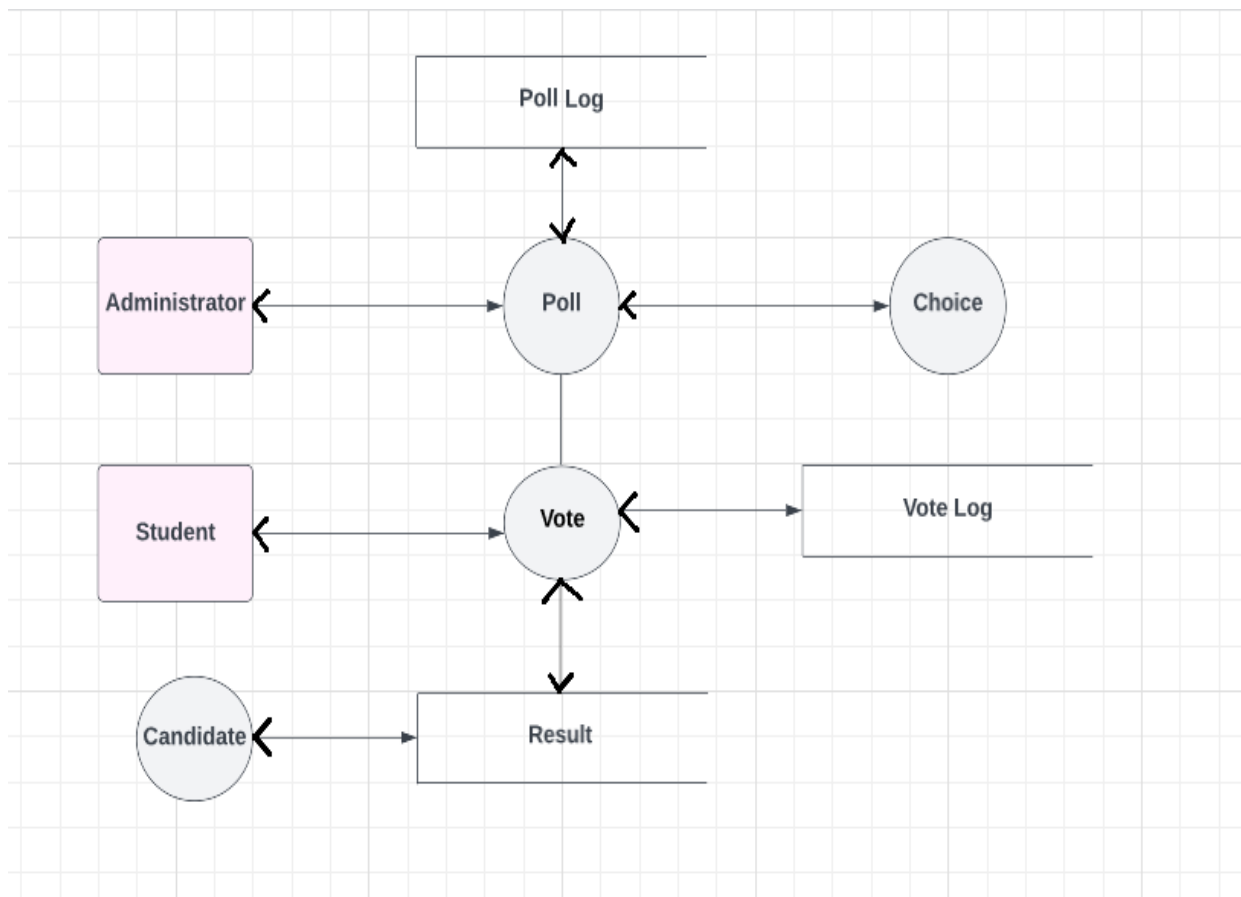 Poll Log
Administrator
Poll
Choice
Student
Vote
Vote Log
Candidate
Result